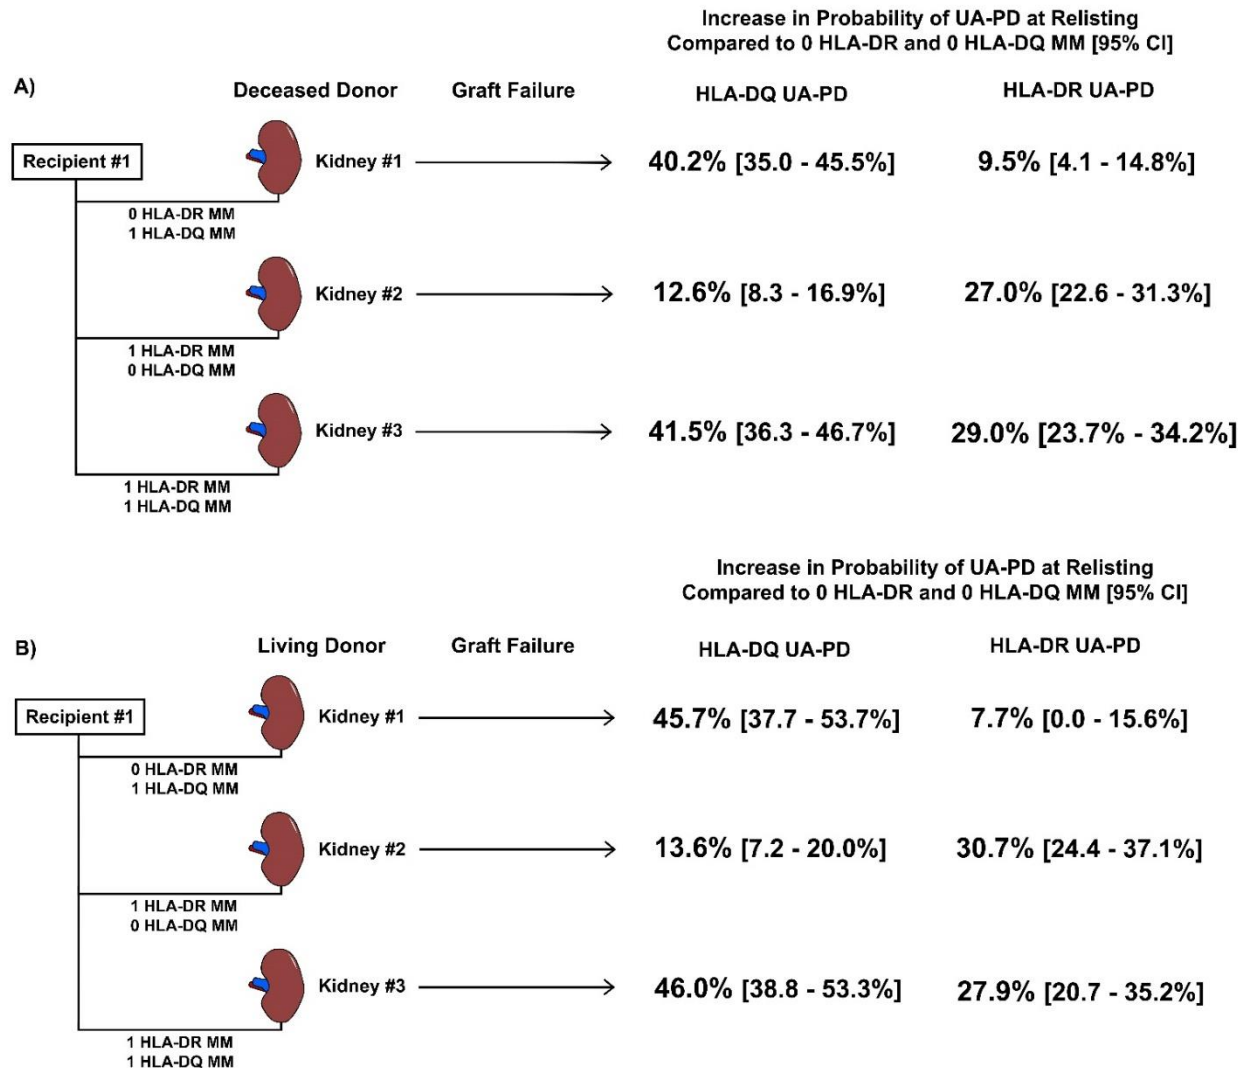 Increase in Probability of UA-PD at Relisting
Compared to 0 HLA-DR and 0 HLA-DQ MM [95% CI]
A)
Deceased Donor Graft Failure HLA-DQ UA-PD HLA-DR UA-PD
Recipient #1
Kidney #1 40.2% [35.0 - 45.5%] 9.5% [4.1 - 14.8%]
0 HLA-DR MM
1 HLA-DQ MM
Kidney #2 12.6% [8.3 - 16.9%] 27.0% [22.6 - 31.3%]
1 HLA-DR MM
0 HLA-DQ MM
Kidney #3 41.5% [36.3 - 46.7%] 29.0% [23.7% - 34.2%]
1 HLA-DR MM
1 HLA-DQ MM
Increase in Probability of UA-PD at Relisting
Compared to 0 HLA-DR and 0 HLA-DQ MM [95% CI]
B)
Living Donor Graft Failure HLA-DQ UA-PD HLA-DR UA-PD
Recipient #1
Kidney #1 45.7% [37.7 - 53.7%] 7.7% [0.0 - 15.6%]
0 HLA-DR MM
1 HLA-DQ MM
Kidney #2 13.6% [7.2 - 20.0%] 30.7% [24.4 - 37.1%]
1 HLA-DR MM
0 HLA-DQ MM
Kidney #3 46.0% [38.8 - 53.3%] 27.9% [20.7 - 35.2%]
1 HLA-DR MM
1 HLA-DQ MM